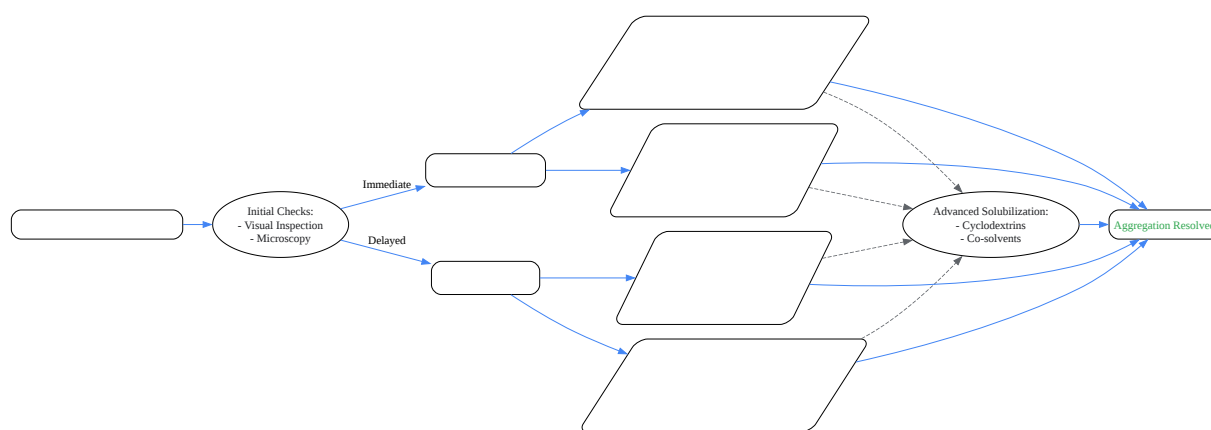 Immediate
Initial Checks:
- Visual Inspection
- Microscopy
Delayed
Advanced Solubilization:
- Cyclodextrins
- Co-solvents
Aggregation Resolved